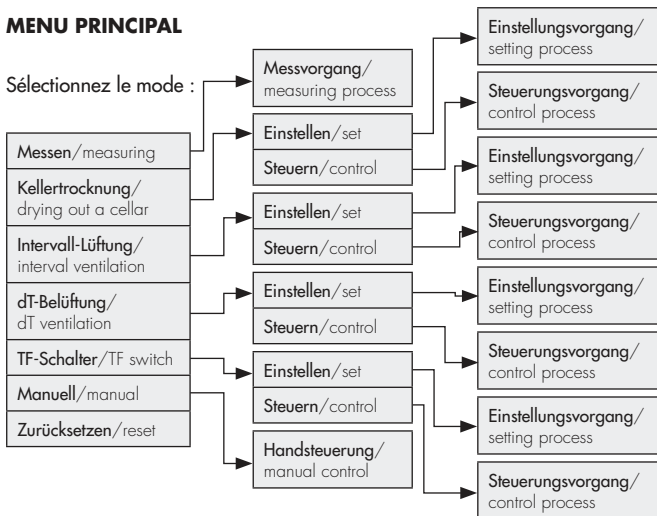 MENU PRINCIPAL
Sélectionnez le mode :
Messen/measuring
Kellertrocknung/
drying out a cellar
Intervall-Lüftung/
interval ventilation
dT-Belüftung/
dT ventilation
TF-Schalter/TF switch
Manuell/manual
Zurücksetzen/reset
Messvorgang/
measuring process
Einstellen/set
Steuern/control
Einstellen/set
Steuern/control
Einstellen/set
Steuern/control
Einstellen/set
Steuern/control
Handsteuerung/
manual control
Einstellungsvorgang/
setting process
Steuerungsvorgang/
control process
Einstellungsvorgang/
setting process
Steuerungsvorgang/
control process
Einstellungsvorgang/
setting process
Steuerungsvorgang/
control process
Einstellungsvorgang/
setting process
Steuerungsvorgang/
control process